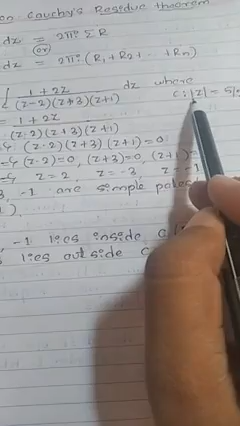 on Cauchy's Residue theorem
dz = 2πi Σ R
(or)
dz = 2πi (R₁ + R₂ + ... + Rn)
∫ 1+2z / (z-2)(z+3)(z+1) dz where
C: |z| = 5/
= 1+2z / (z-2)(z+3)(z+1)
(z-2)(z+3)(z+1)=0
(z-2)=0, (z+3)=0, (z+1)=
z=2, z=-3, z=-1
-1 are simple poles
-1 lies inside C
lies outside C